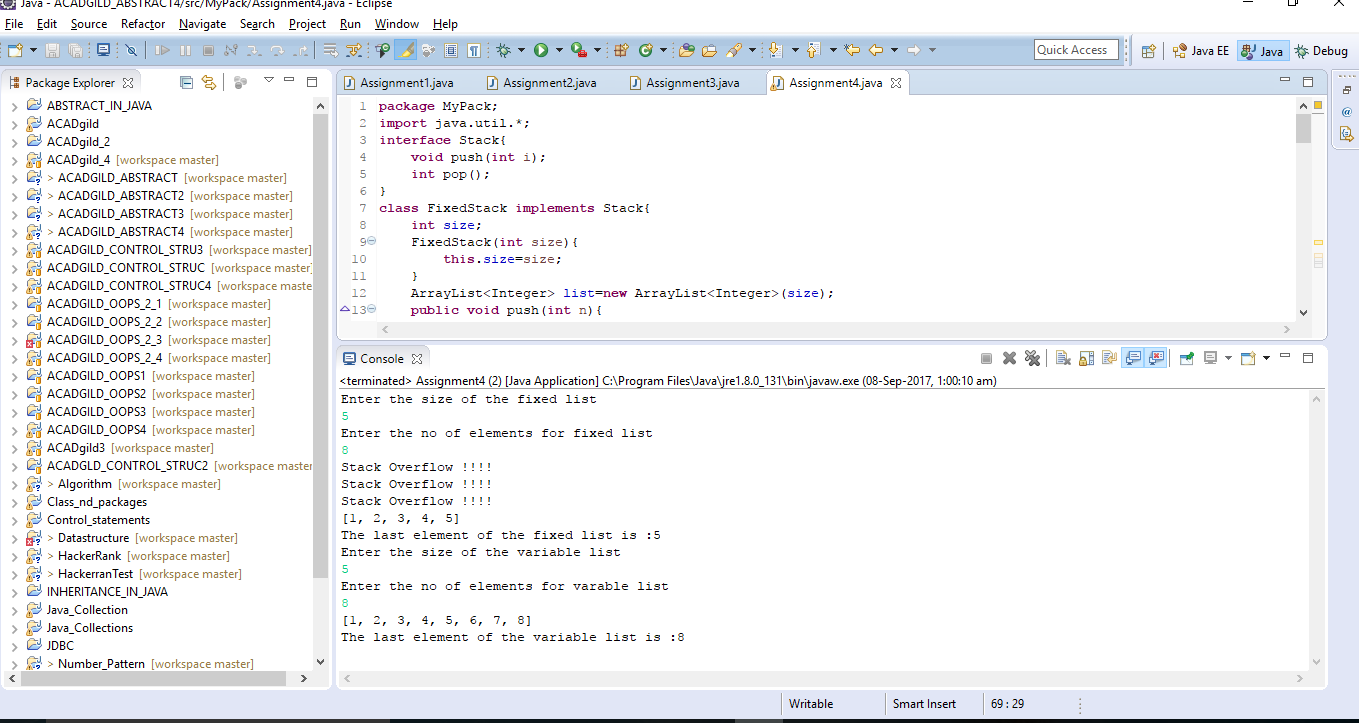 Java - ACADGILD_ABSTRACT4/src/MyPack/Assignment4.java - Eclipse
File Edit Source Refactor Navigate Search Project Run Window Help
Quick Access
Java EE
Java
Debug
Package Explorer
ABSTRACT_IN_JAVA
ACADgild
ACADgild_2
ACADgild_4 [workspace master]
> ACADGILD_ABSTRACT [workspace master]
> ACADGILD_ABSTRACT2 [workspace master]
> ACADGILD_ABSTRACT3 [workspace master]
> ACADGILD_ABSTRACT4 [workspace master]
ACADGILD_CONTROL_STRU3 [workspace master]
ACADGILD_CONTROL_STRUC [workspace master]
ACADGILD_CONTROL_STRUC4 [workspace maste
ACADGILD_OOPS_2_1 [workspace master]
ACADGILD_OOPS_2_2 [workspace master]
ACADGILD_OOPS_2_3 [workspace master]
ACADGILD_OOPS_2_4 [workspace master]
ACADGILD_OOPS1 [workspace master]
ACADGILD_OOPS2 [workspace master]
ACADGILD_OOPS3 [workspace master]
ACADGILD_OOPS4 [workspace master]
ACADgild3 [workspace master]
ACADGLD_CONTROL_STRUC2 [workspace master
> Algorithm [workspace master]
Class_nd_packages
Control_statements
> Datastructure [workspace master]
> HackerRank [workspace master]
> HackerranTest [workspace master]
INHERITANCE_IN_JAVA
Java_Collection
Java_Collections
JDBC
> Number_Pattern [workspace master]
Assignment1.java Assignment2.java Assignment3.java Assignment4.java
1 package MyPack;
2 import java.util.*;
3 interface Stack{
4 void push(int i);
5 int pop();
6 }
7 class FixedStack implements Stack{
8 int size;
9 FixedStack(int size){
10 this.size=size;
11 }
12 ArrayList<Integer> list=new ArrayList<Integer>(size);
13 public void push(int n){
Console
<terminated> Assignment4 (2) [Java Application] C:\Program Files\Java\jre1.8.0_131\bin\javaw.exe (08-Sep-2017, 1:00:10 am)
Enter the size of the fixed list
5
Enter the no of elements for fixed list
8
Stack Overflow !!!!
Stack Overflow !!!!
Stack Overflow !!!!
[1, 2, 3, 4, 5]
The last element of the fixed list is :5
Enter the size of the variable list
5
Enter the no of elements for varable list
8
[1, 2, 3, 4, 5, 6, 7, 8]
The last element of the variable list is :8
Writable
Smart Insert
69 : 29